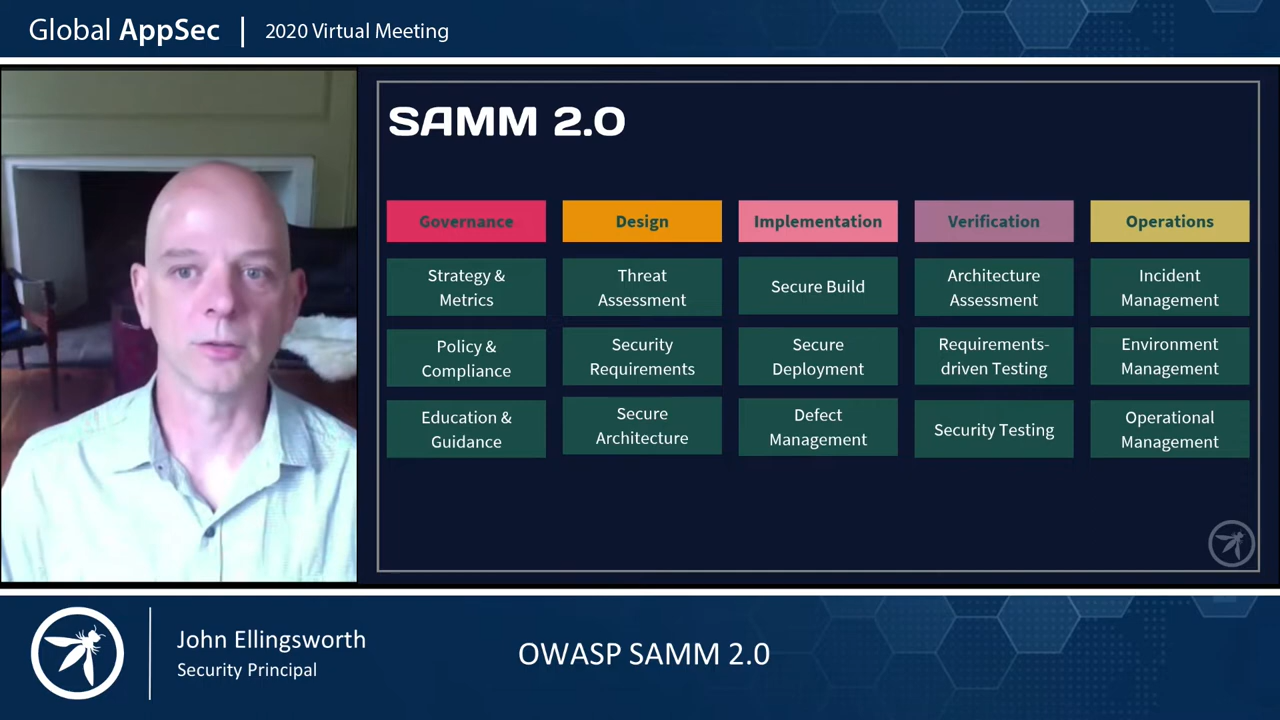 Global AppSec | 2020 Virtual Meeting
SAMM 2.0
Governance
Strategy &
Metrics
Policy &
Compliance
Education &
Guidance
Design
Threat
Assessment
Security
Requirements
Secure
Architecture
Implementation
Secure Build
Secure
Deployment
Defect
Management
Verification
Architecture
Assessment
Requirements-
driven Testing
Security Testing
Operations
Incident
Management
Environment
Management
Operational
Management
John Ellingsworth
Security Principal
OWASP SAMM 2.0